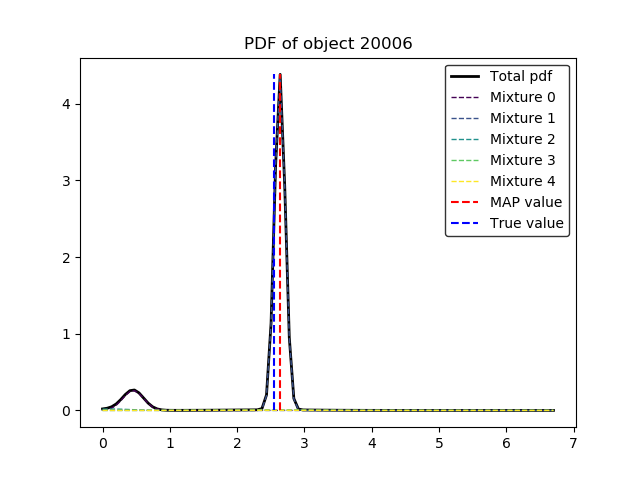 PDF of object 20006
Total pdf
Mixture 0
Mixture 1
Mixture 2
Mixture 3
Mixture 4
MAP value
True value
4
3
2
1
0
0 1 2 3 4 5 6 7